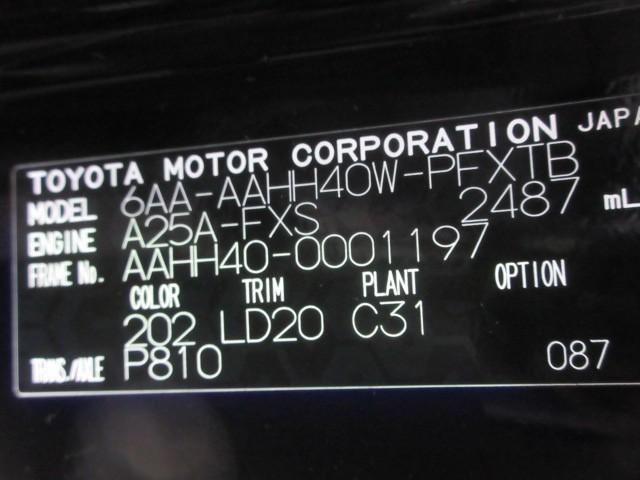 TOYOTA MOTOR CORPORATION JAPA
MODEL 6AA-AAHH40W-PFXTB
ENGINE A25A-FXS 2487 mL
FRAME No. AAHH40-0001197
COLOR TRIM PLANT OPTION
202 LD20 C31
TRANS./AXLE P810 087